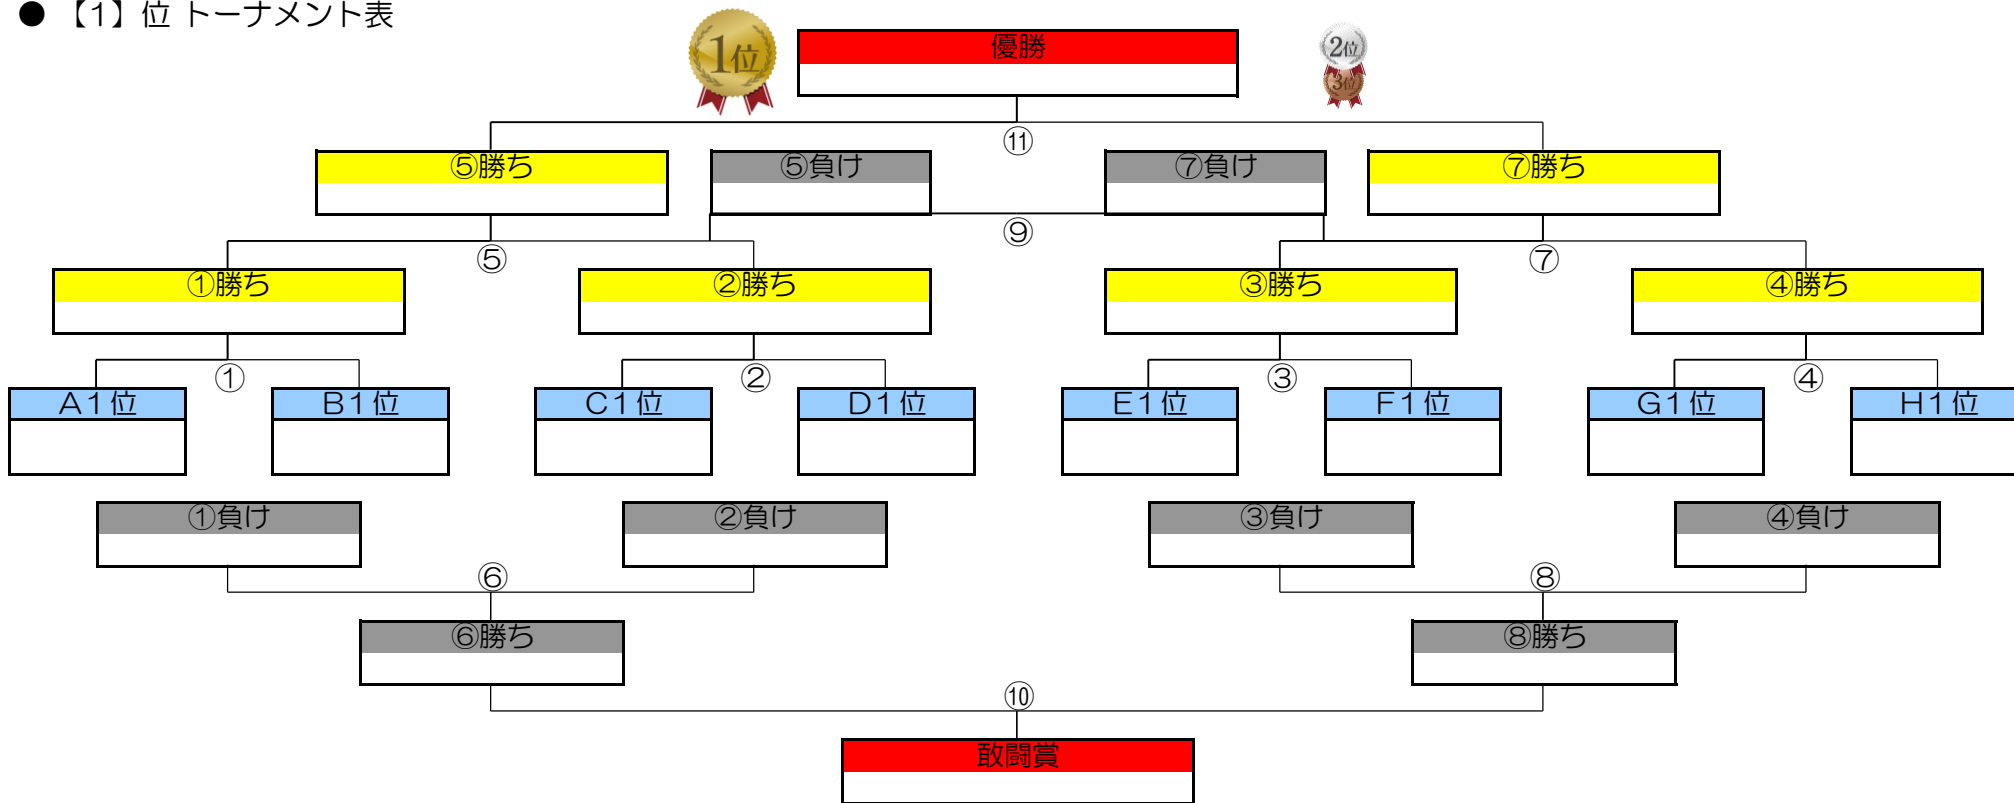 ● 【1】位 トーナメント表
1位
優勝
2位
3位
⑪
⑤勝ち
⑤負け
⑦負け
⑦勝ち
⑨
⑤
⑦
①勝ち
②勝ち
③勝ち
④勝ち
①
②
③
④
A1位
B1位
C1位
D1位
E1位
F1位
G1位
H1位
①負け
②負け
③負け
④負け
⑥
⑧
⑥勝ち
⑧勝ち
⑩
敢闘賞